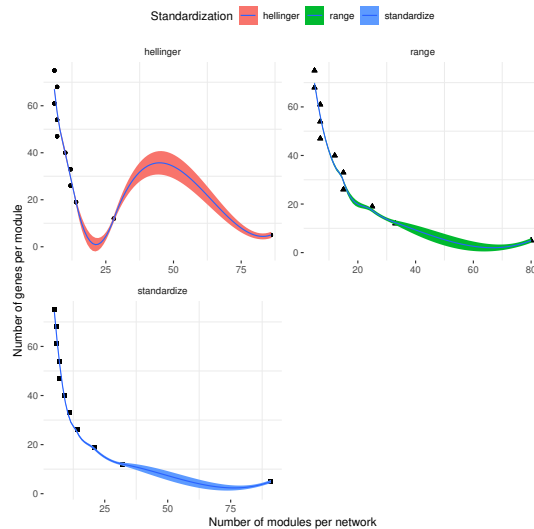 Standardization hellinger range standardize
hellinger
range
60
40
20
0
25 50 75
60
40
20
0
20 40 60 80
standardize
60
40
20
0
25 50 75
Number of genes per module
Number of modules per network